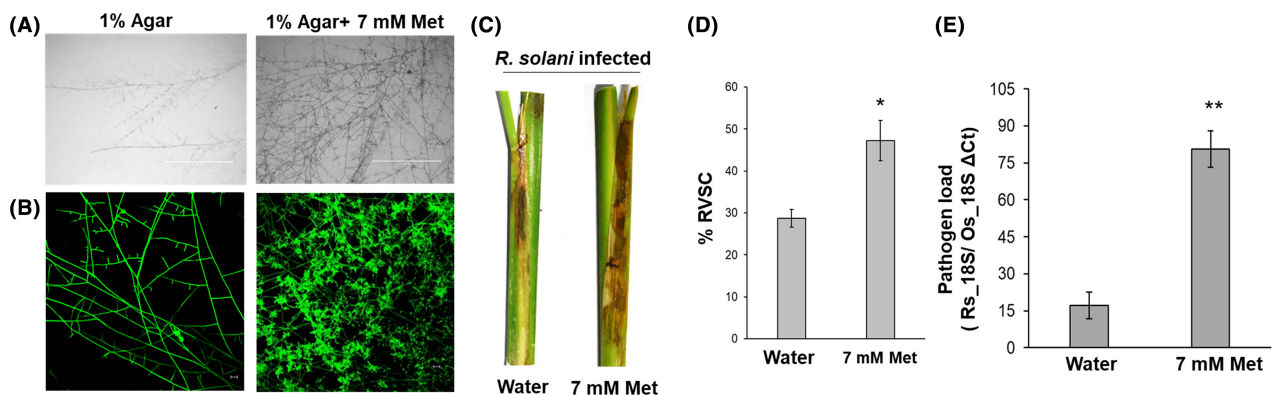 (A)
1% Agar
1% Agar+ 7 mM Met
(B)
(C)
R. solani infected
Water
7 mM Met
(D)
% RVSC
60
50
40
30
20
10
0
*
Water
7 mM Met
(E)
Pathogen load
( Rs_18S/ Os_18S ΔCt)
105
90
75
60
45
30
15
0
**
Water
7 mM Met